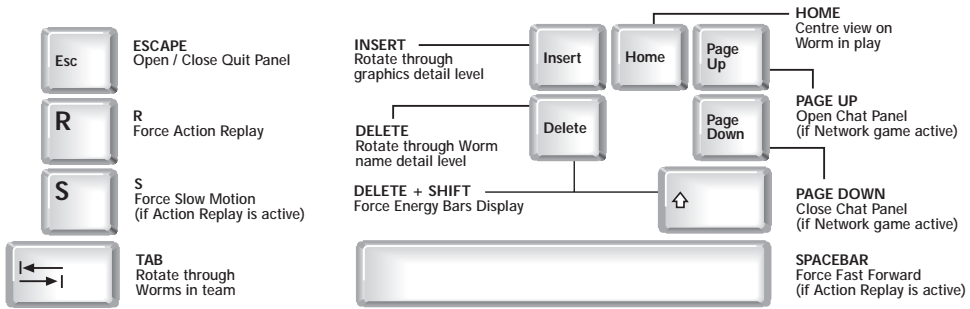 Esc
ESCAPE
Open / Close Quit Panel
R
R
Force Action Replay
S
S
Force Slow Motion
(if Action Replay is active)
TAB
Rotate through
Worms in team
INSERT
Rotate through
graphics detail level
Insert
Home
Page
Up
HOME
Centre view on
Worm in play
DELETE
Rotate through Worm
name detail level
Delete
Page
Down
PAGE UP
Open Chat Panel
(if Network game active)
DELETE + SHIFT
Force Energy Bars Display
PAGE DOWN
Close Chat Panel
(if Network game active)
SPACEBAR
Force Fast Forward
(if Action Replay is active)